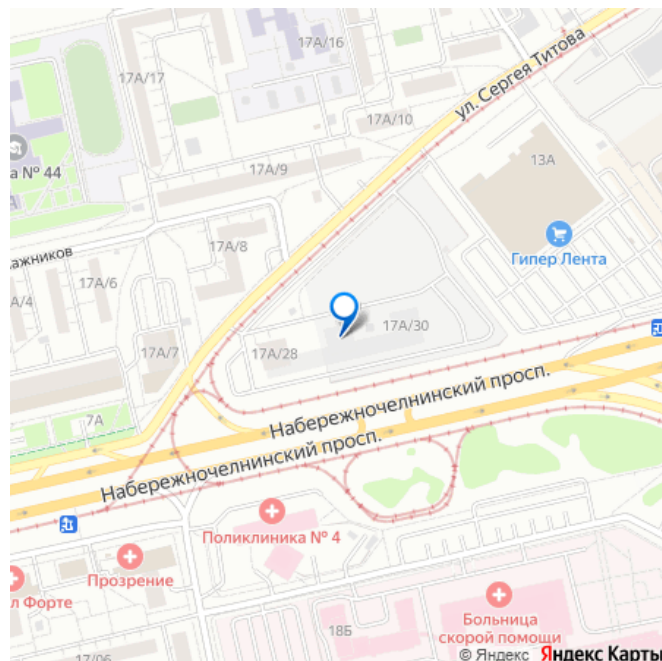 17А/16
17А/17
ул. Сергея Титова
17А/10
13А
а № 44
17А/9
Гипер Лента
17А/8
ажников
17А/6
А/4
17А/30
17А/7
17А/28
7А
Набережночелнинский просп.
Набережночелнинский просп.
Поликлиника № 4
Прозрение
л Форте
18Б
Больница
скорой помощи
17/06
© Яндекс Яндекс Карты